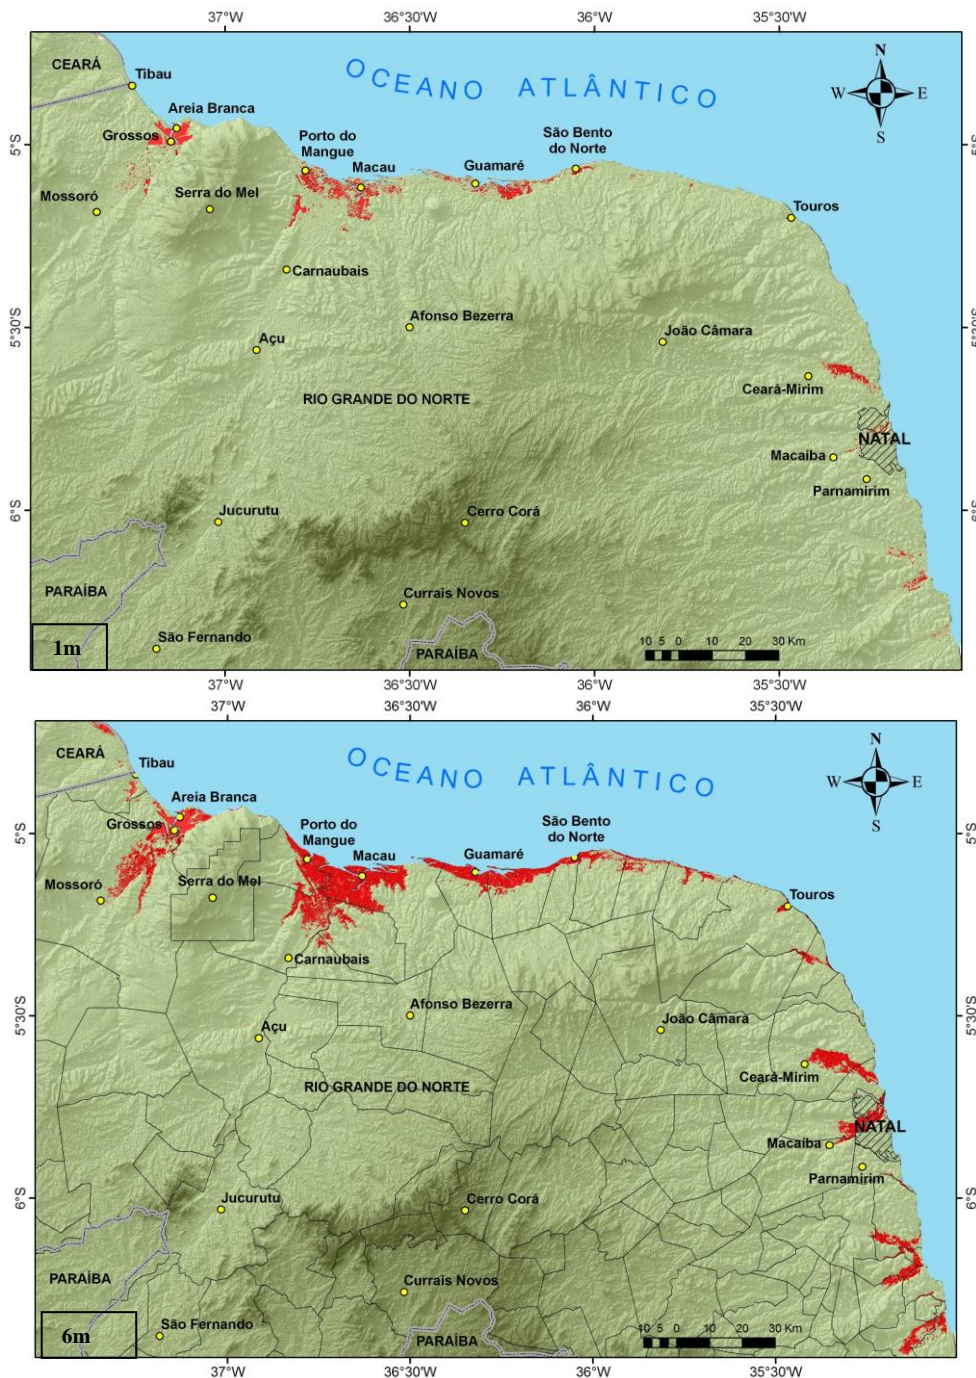 37°W 36°30'W 36°W 35°30'W
CEARÁ
Tibau
OCEANO ATLÂNTICO
N
W E
S
Areia Branca
Grossos
Porto do
Mangue
Macau
Guamaré
São Bento
do Norte
5°S 5°S
Mossoró
Serra do Mel
Touros
Carnaubais
Afonso Bezerra
João Câmara
5°30'S 5°30'S
Açu
Ceará-Mirim
RIO GRANDE DO NORTE
NATAL
Macaíba
Parnamirim
6°S 6°S
Jucurutu
Cerro Corá
PARAÍBA
Currais Novos
São Fernando
PARAÍBA
1m
10 5 0 10 20 30 Km
37°W 36°30'W 36°W 35°30'W
CEARÁ
Tibau
OCEANO ATLÂNTICO
N
W E
S
Areia Branca
Grossos
Porto do
Mangue
Macau
Guamaré
São Bento
do Norte
5°S 5°S
Mossoró
Serra do Mel
Touros
Carnaubais
Afonso Bezerra
João Câmara
5°30'S 5°30'S
Açu
Ceará-Mirim
RIO GRANDE DO NORTE
NATAL
Macaíba
Parnamirim
6°S 6°S
Jucurutu
Cerro Corá
PARAÍBA
Currais Novos
São Fernando
PARAÍBA
6m
10 5 0 10 20 30 Km
37°W 36°30'W 36°W 35°30'W